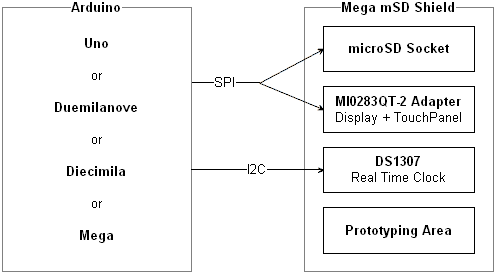 Arduino
Uno
or
Duemilanove
or
Diecimila
or
Mega
SPI
I2C
Mega mSD Shield
microSD Socket
MI0283QT-2 Adapter
Display + TouchPanel
DS1307
Real Time Clock
Prototyping Area